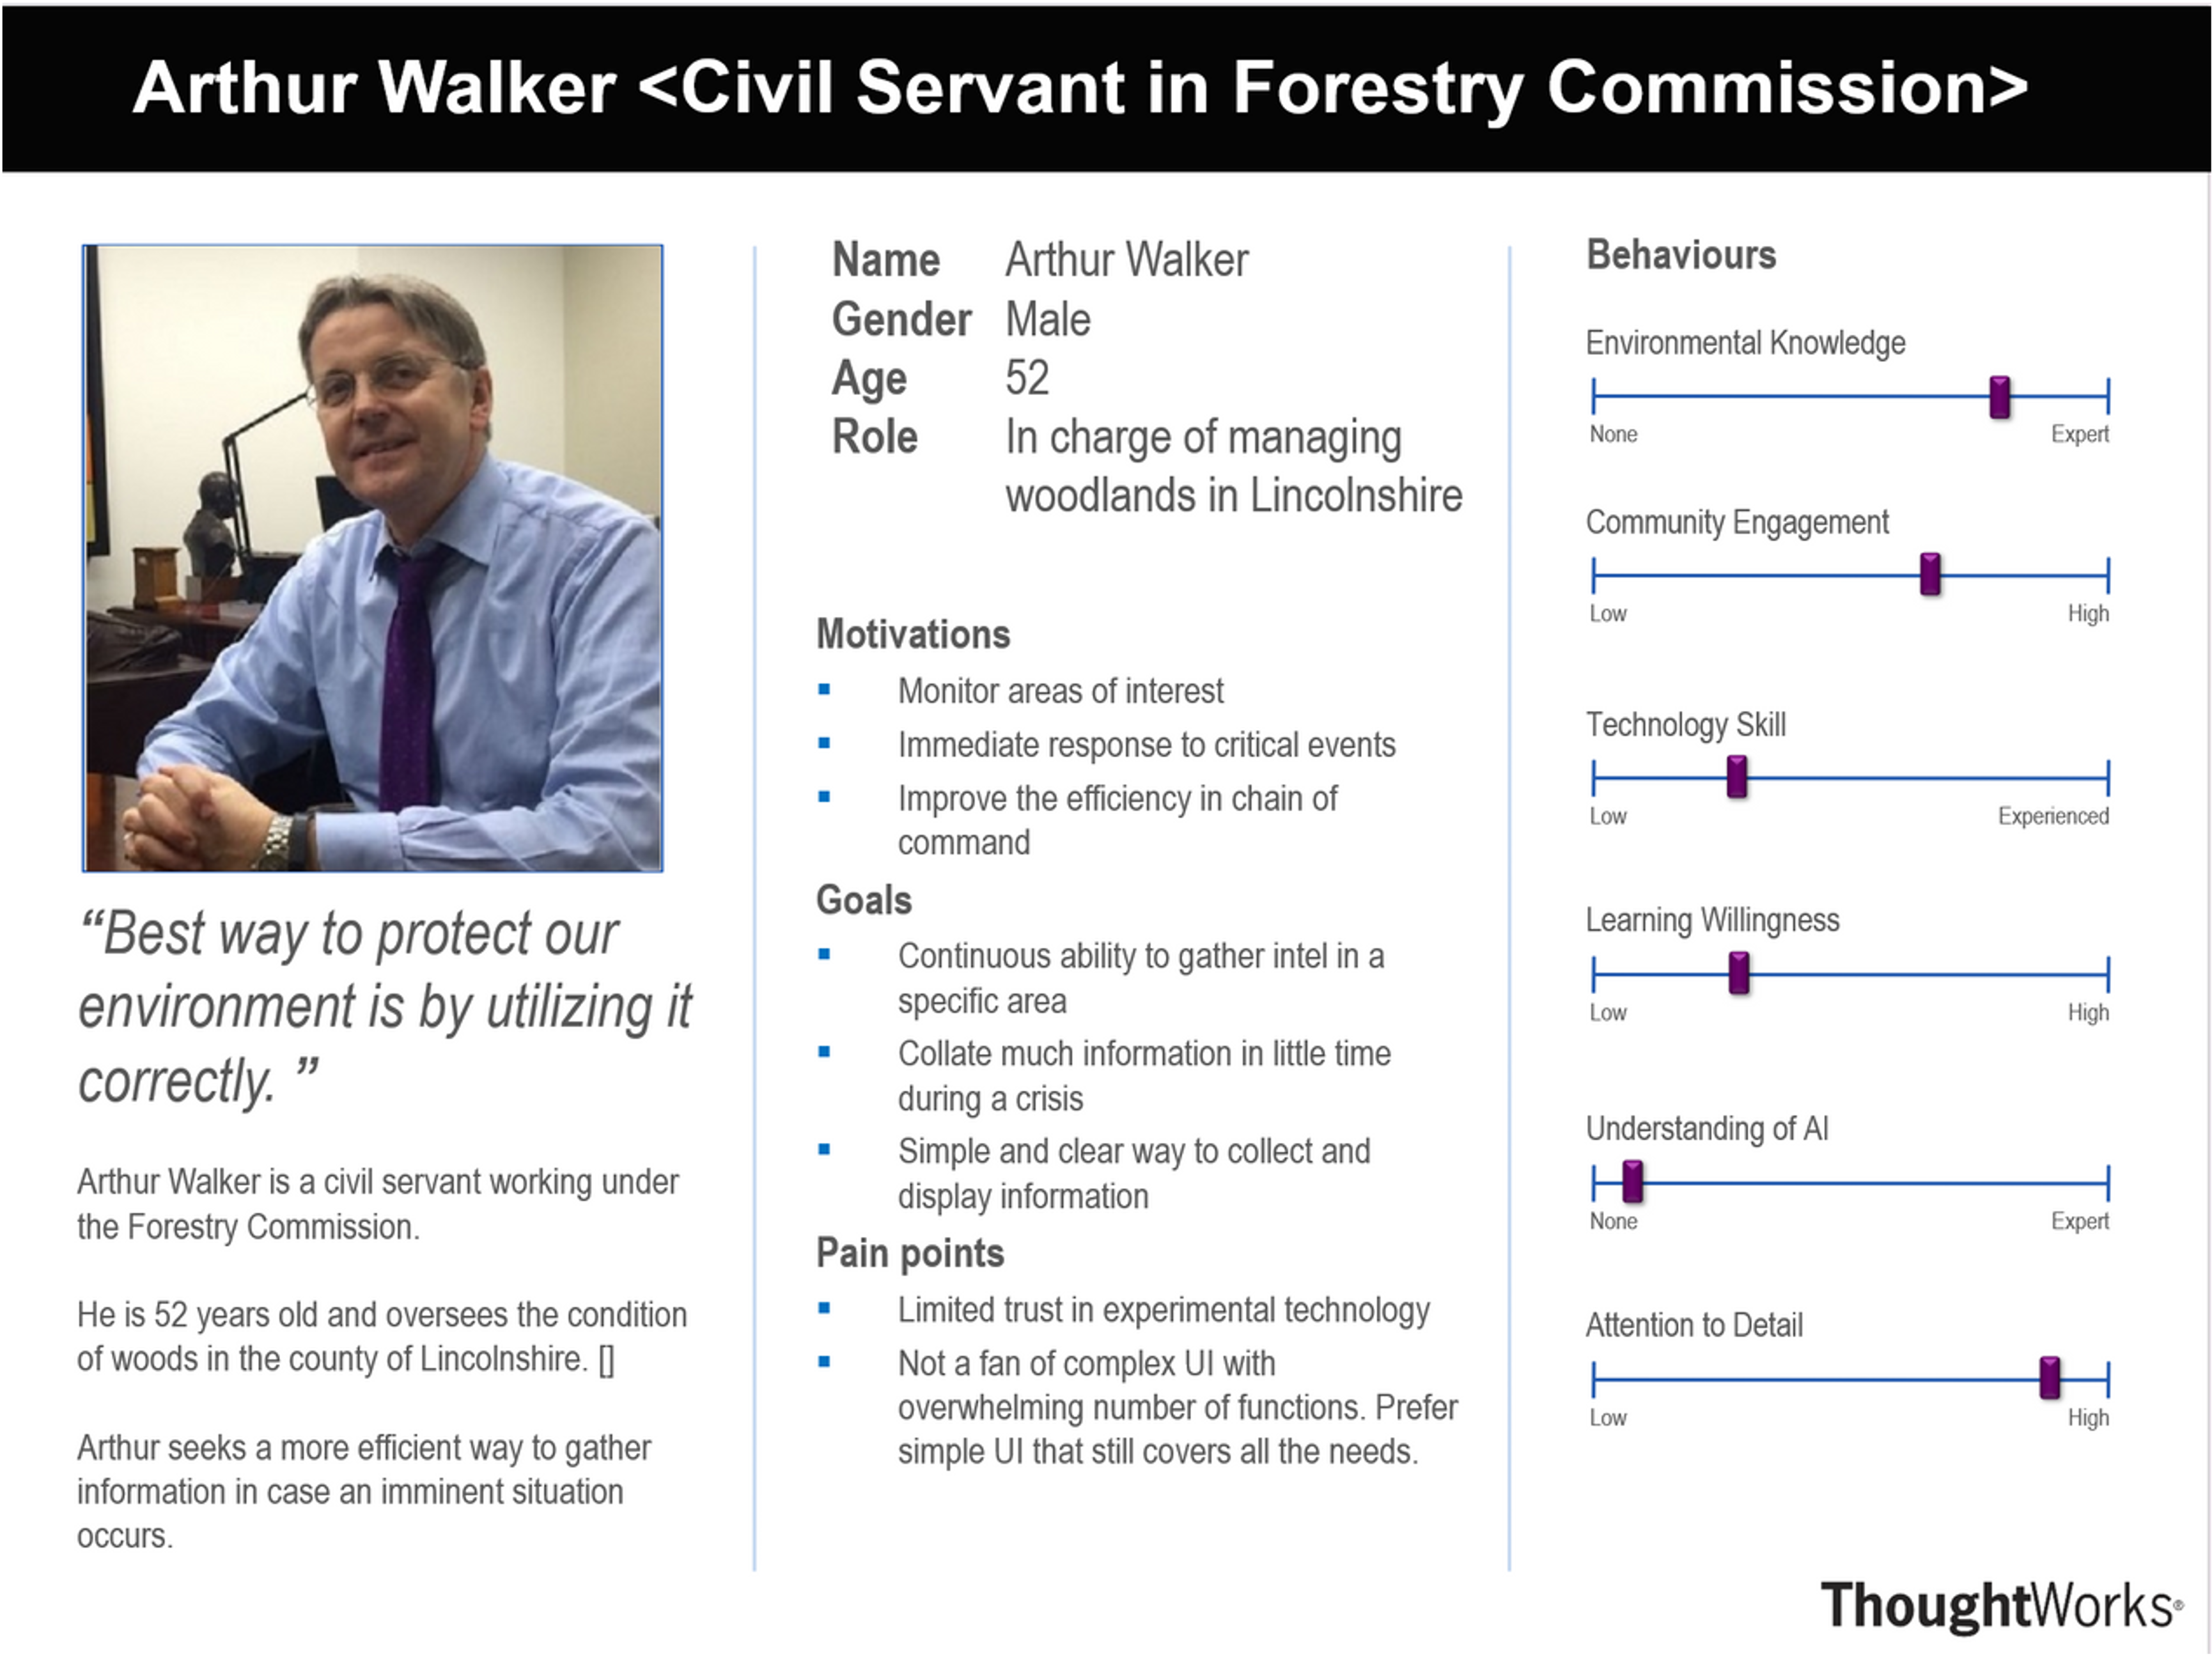 Arthur Walker <Civil Servant in Forestry Commission>
“Best way to protect our
environment is by utilizing it
correctly. ”
Arthur Walker is a civil servant working under
the Forestry Commission.
He is 52 years old and oversees the condition
of woods in the county of Lincolnshire. []
Arthur seeks a more efficient way to gather
information in case an imminent situation
occurs.
Name Arthur Walker
Gender Male
Age 52
Role In charge of managing
woodlands in Lincolnshire
Motivations
▪ Monitor areas of interest
▪ Immediate response to critical events
▪ Improve the efficiency in chain of
command
Goals
▪ Continuous ability to gather intel in a
specific area
▪ Collate much information in little time
during a crisis
▪ Simple and clear way to collect and
display information
Pain points
▪ Limited trust in experimental technology
▪ Not a fan of complex UI with
overwhelming number of functions. Prefer
simple UI that still covers all the needs.
Behaviours
Environmental Knowledge
None Expert
Community Engagement
Low High
Technology Skill
Low Experienced
Learning Willingness
Low High
Understanding of AI
None Expert
Attention to Detail
Low High
ThoughtWorks®